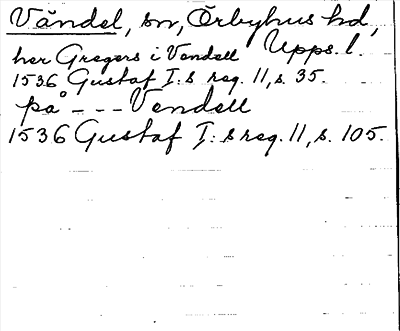 Vändel, sn, Örbyhus hd,
her Gregers i Vendell Upps. l.
1536 Gustaf I:s reg. 11, s. 35.
på - - - Vendell
1536 Gustaf I:s reg. 11, s. 105.